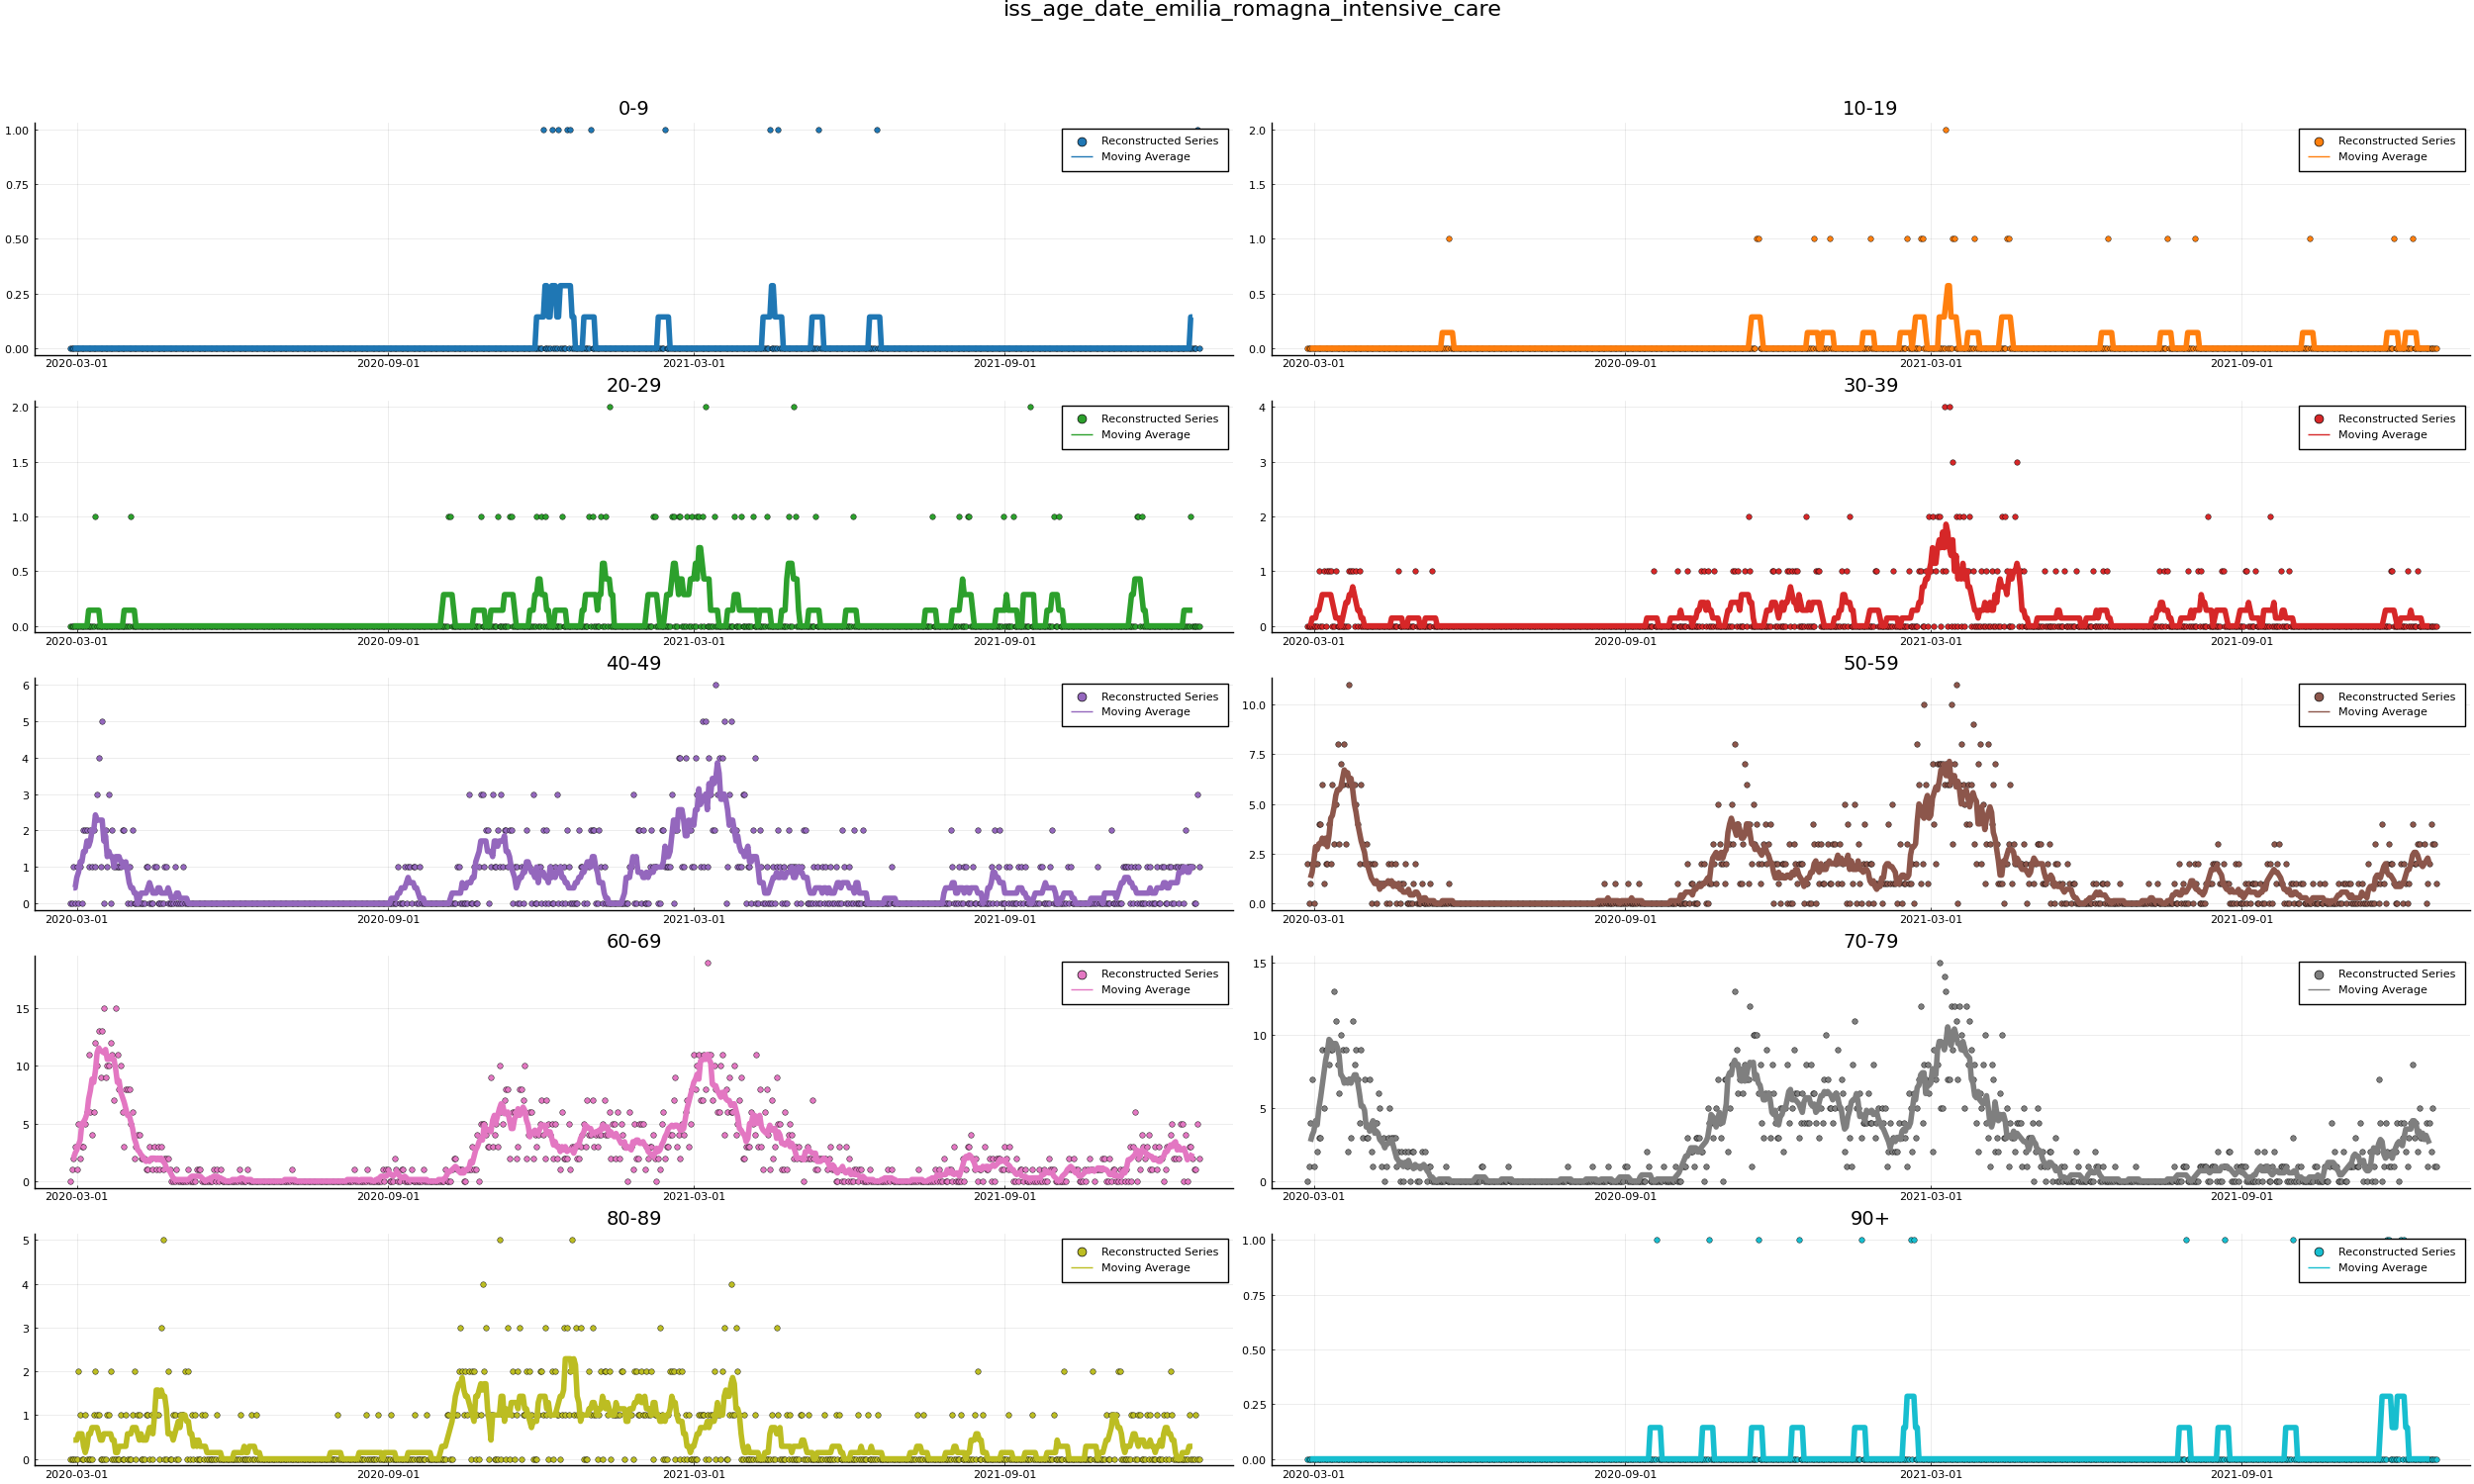 iss_age_date_emilia_romagna_intensive_care
0-9
1.00
0.75
0.50
0.25
0.00
2020-03-01 2020-09-01 2021-03-01 2021-09-01
Reconstructed Series
Moving Average
10-19
2.0
1.5
1.0
0.5
0.0
2020-03-01 2020-09-01 2021-03-01 2021-09-01
Reconstructed Series
Moving Average
20-29
2.0
1.5
1.0
0.5
0.0
2020-03-01 2020-09-01 2021-03-01 2021-09-01
Reconstructed Series
Moving Average
30-39
4
3
2
1
0
2020-03-01 2020-09-01 2021-03-01 2021-09-01
Reconstructed Series
Moving Average
40-49
6
5
4
3
2
1
0
2020-03-01 2020-09-01 2021-03-01 2021-09-01
Reconstructed Series
Moving Average
50-59
10.0
7.5
5.0
2.5
0.0
2020-03-01 2020-09-01 2021-03-01 2021-09-01
Reconstructed Series
Moving Average
60-69
15
10
5
0
2020-03-01 2020-09-01 2021-03-01 2021-09-01
Reconstructed Series
Moving Average
70-79
15
10
5
0
2020-03-01 2020-09-01 2021-03-01 2021-09-01
Reconstructed Series
Moving Average
80-89
5
4
3
2
1
0
2020-03-01 2020-09-01 2021-03-01 2021-09-01
Reconstructed Series
Moving Average
90+
1.00
0.75
0.50
0.25
0.00
2020-03-01 2020-09-01 2021-03-01 2021-09-01
Reconstructed Series
Moving Average